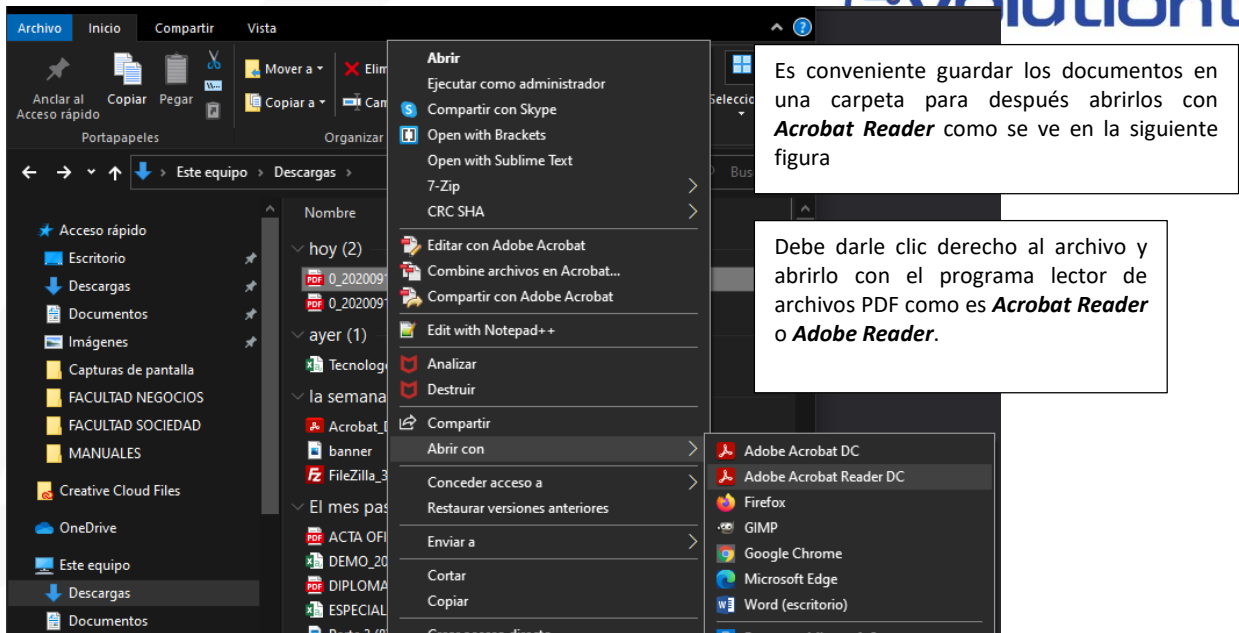 Archivo Inicio Compartir Vista
Anclar al Acceso rápido
Copiar
Pegar
Mover a
Copiar a
Portapapeles
Organizar
Este equipo > Descargas >
Acceso rápido
Escritorio
Descargas
Documentos
Imágenes
Capturas de pantalla
FACULTAD NEGOCIOS
FACULTAD SOCIEDAD
MANUALES
Creative Cloud Files
OneDrive
Este equipo
Descargas
Documentos
Nombre
hoy (2)
0_202009
0_202009
ayer (1)
la semana
banner
El mes
ACTA
Abrir
Ejecutar como administrador
Compartir con Skype
Open with Brackets
Open with Sublime Text
7-Zip
CRC SHA
Editar con Adobe Acrobat
Combine archivos en Acrobat...
Compartir con Adobe Acrobat
Edit with Notepad++
Analizar
Destruir
Compartir
Abrir con
Conceder acceso a
Restaurar versiones anteriores
Enviar a
Cortar
Copiar
Adobe Acrobat DC
Adobe Acrobat Reader DC
Firefox
GIMP
Google Chrome
Microsoft Edge
Word (escritorio)
Es conveniente guardar los documentos en
una carpeta para después abrirlos con
Acrobat Reader como se ve en la siguiente
figura
Debe darle clic derecho al archivo y
abrirlo con el programa lector de
archivos PDF como es Acrobat Reader
o Adobe Reader.